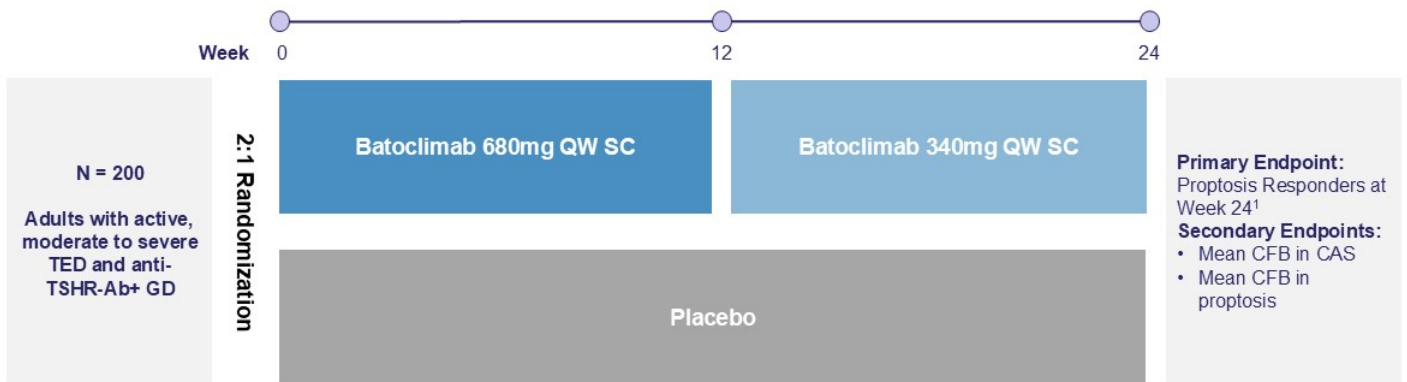 Week 0 12 24
N = 200
Adults with active,
moderate to severe
TED and anti-
TSHR-Ab+ GD
2:1 Randomization
Batoclimab 680mg QW SC
Batoclimab 340mg QW SC
Placebo
Primary Endpoint:
Proptosis Responders at
Week 24¹
Secondary Endpoints:
• Mean CFB in CAS
• Mean CFB in
proptosis